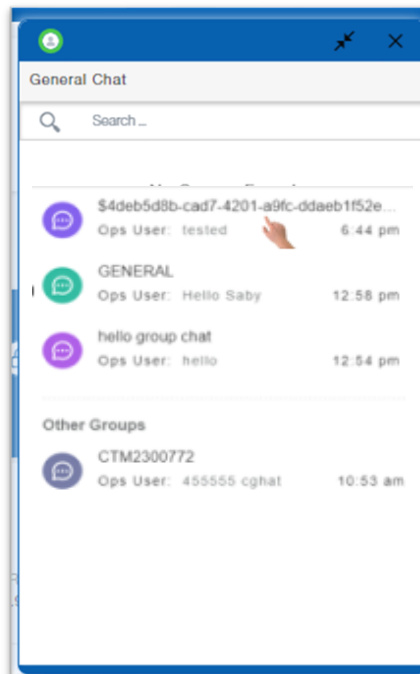 General Chat
Search ...
$4deb5d8b-cad7-4201-a9fc-ddaeb1f52e...
Ops User: tested 6:44 pm
GENERAL
Ops User: Hello Saby 12:58 pm
hello group chat
Ops User: hello 12:54 pm
Other Groups
CTM2300772
Ops User: 455555 cghat 10:53 am